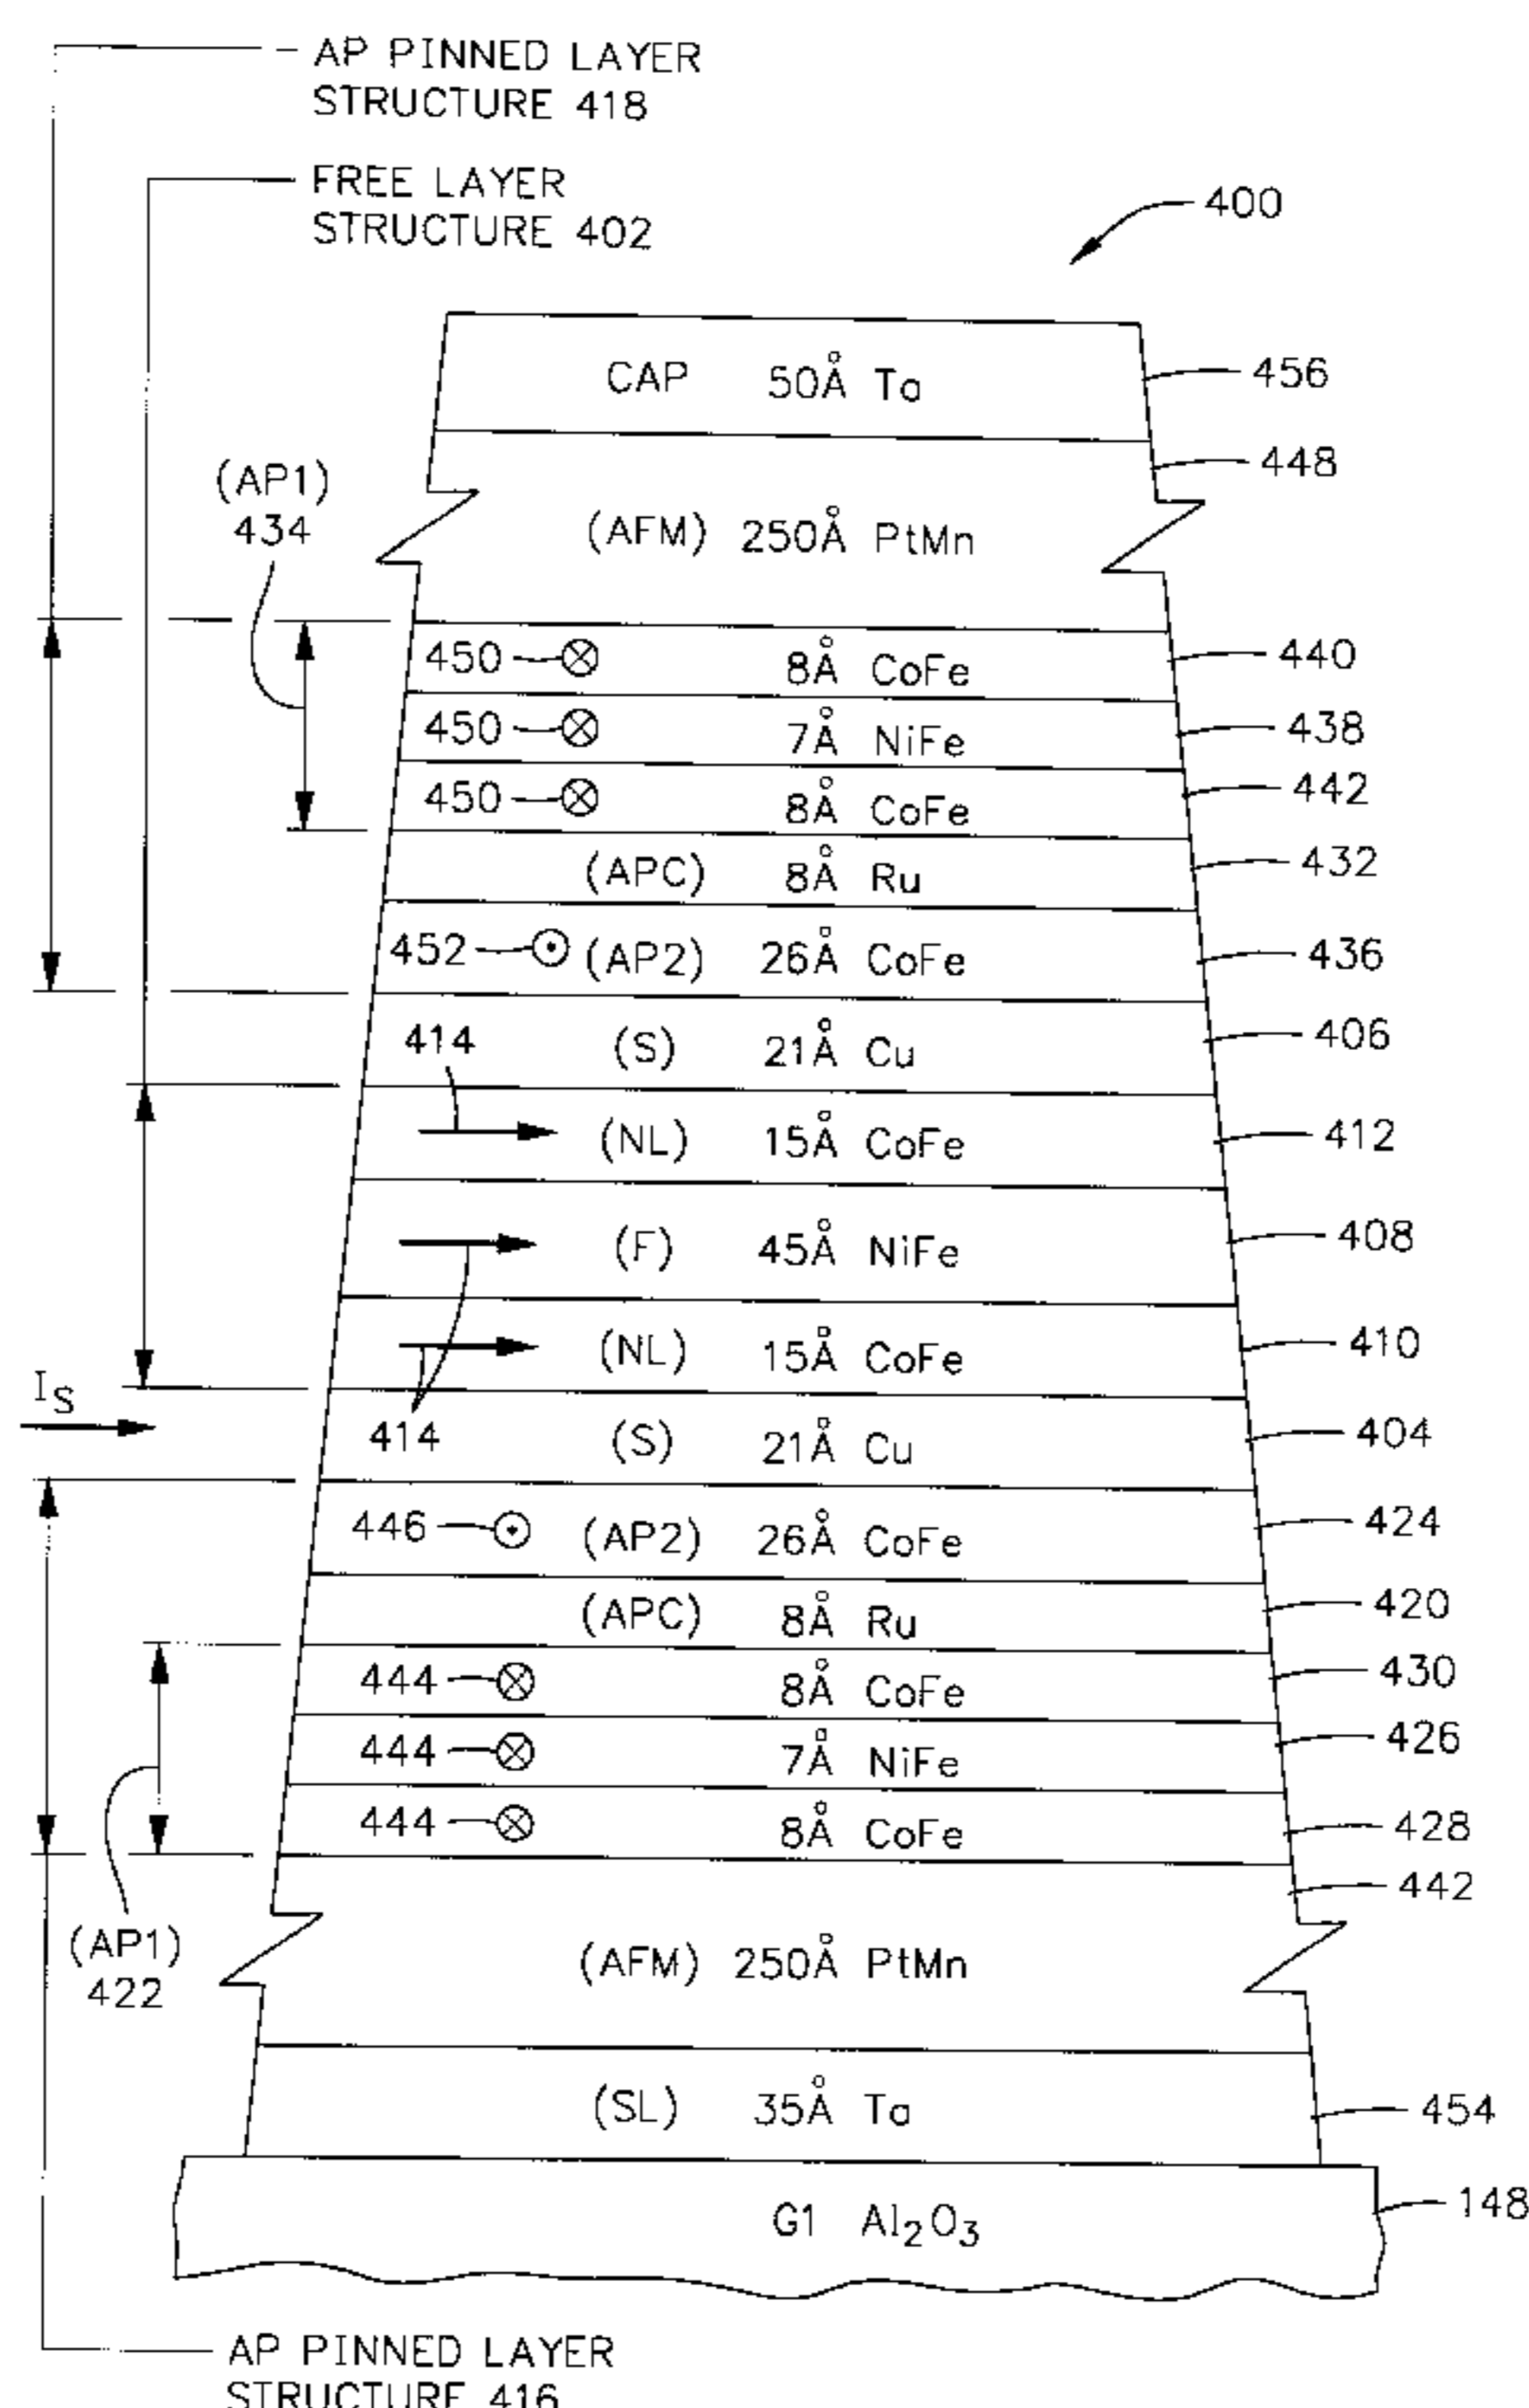 AP PINNED LAYER
STRUCTURE 418
FREE LAYER
STRUCTURE 402
400
CAP 50Å Ta
456
448
(AP1)
434
(AFM) 250Å PtMn
450 8Å CoFe 440
450 7Å NiFe 438
450 8Å CoFe 442
(APC) 8Å Ru 432
452 (AP2) 26Å CoFe 436
414 (S) 21Å Cu 406
(NL) 15Å CoFe 412
(F) 45Å NiFe 408
(NL) 15Å CoFe 410
IS
414 (S) 21Å Cu 404
446 (AP2) 26Å CoFe 424
(APC) 8Å Ru 420
444 8Å CoFe 430
444 7Å NiFe 426
444 8Å CoFe 428
442
(AP1)
422
(AFM) 250Å PtMn
(SL) 35Å Ta 454
G1 Al2O3 148
AP PINNED LAYER
STRUCTURE 416